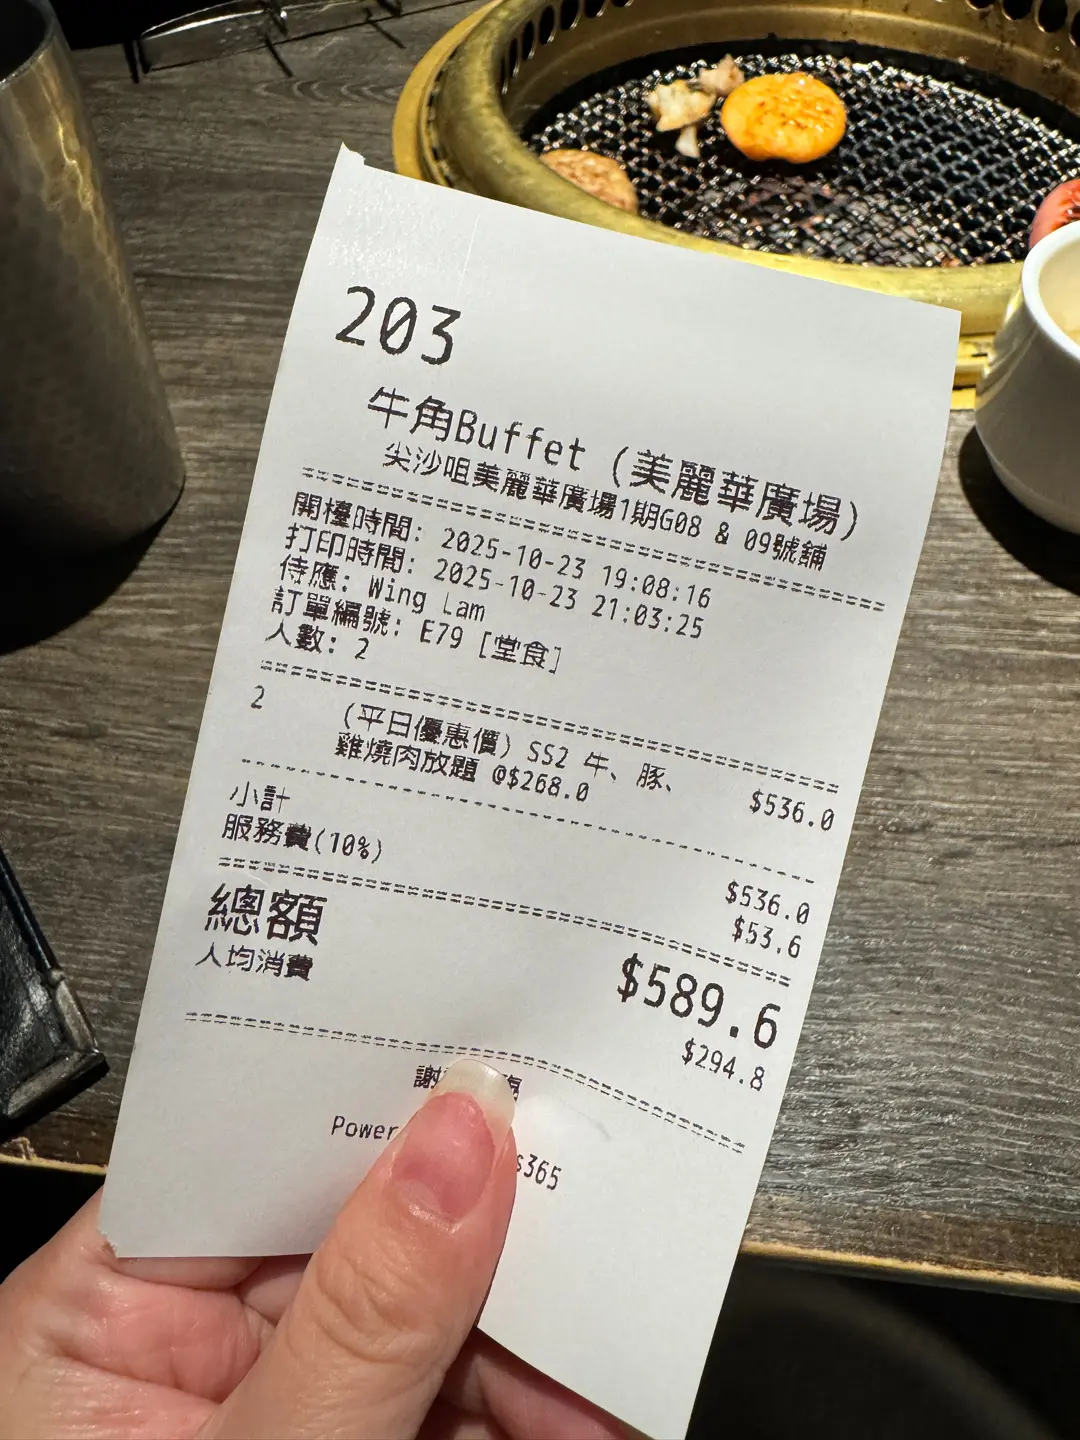 203
牛角Buffet (美麗華廣場)
尖沙咀美麗華廣場1期G08 & 09號舖
開檯時間: 2025-10-23 19:08:16
打印時間: 2025-10-23 21:03:25
侍應: Wing Lam
訂單編號: E79 [堂食]
人數: 2
2 (平日優惠價) SS2 牛、豚、
雞燒肉放題 @$268.0 $536.0
小計 $536.0
服務費(10%) $53.6
總額 $589.6
人均消費 $294.8
謝
Power
s365